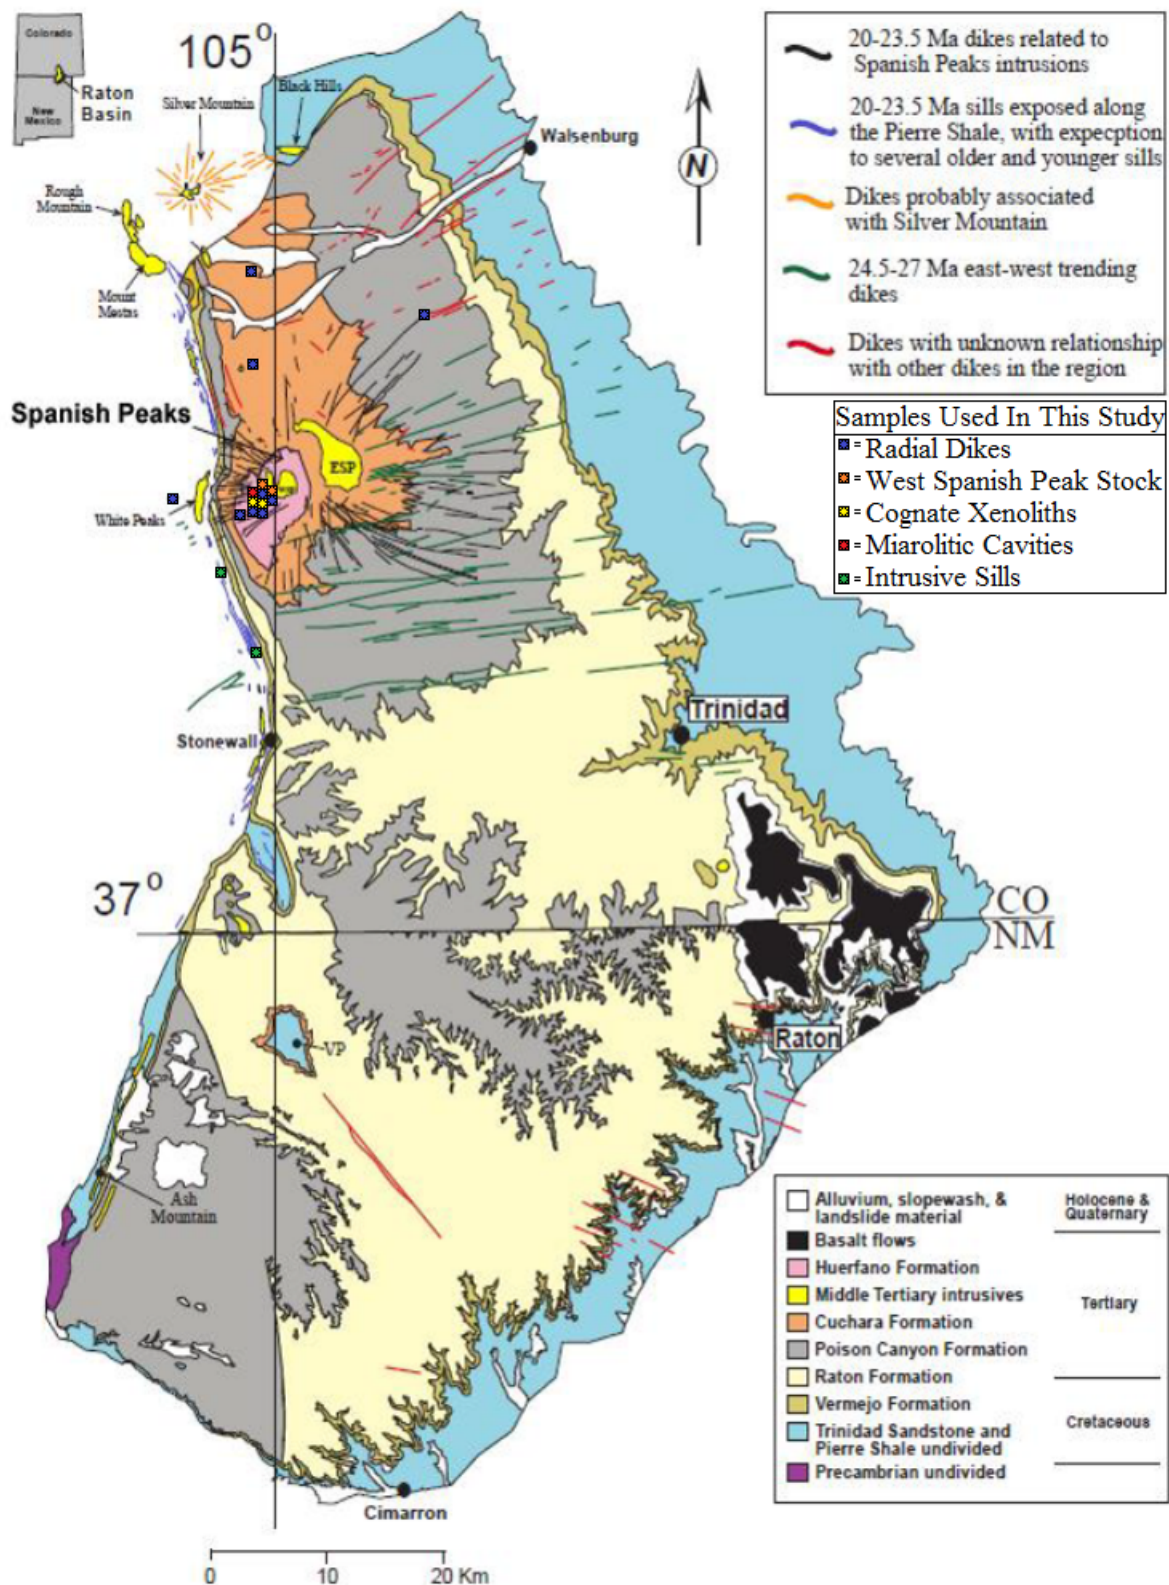 Colorado
New
Mexico
Raton
Basin
105°
Silver Mountain
Black Hills
Walsenburg
N
Rough
Mountain
Mount
Mestas
Spanish Peaks
ESP
White Peaks
Stonewall
Trinidad
37°
CO
NM
VP
Raton
Ash
Mountain
Cimarron
0 10 20 Km
20-23.5 Ma dikes related to
Spanish Peaks intrusions
20-23.5 Ma sills exposed along
the Pierre Shale, with expecption
to several older and younger sills
Dikes probably associated
with Silver Mountain
24.5-27 Ma east-west trending
dikes
Dikes with unknown relationship
with other dikes in the region
Samples Used In This Study
= Radial Dikes
= West Spanish Peak Stock
= Cognate Xenoliths
= Miarolitic Cavities
= Intrusive Sills
Alluvium, slopewash, &
landslide material
Holocene &
Quaternary
Basalt flows
Huerfano Formation
Middle Tertiary intrusives
Tertiary
Cuchara Formation
Poison Canyon Formation
Raton Formation
Vermejo Formation
Cretaceous
Trinidad Sandstone and
Pierre Shale undivided
Precambrian undivided